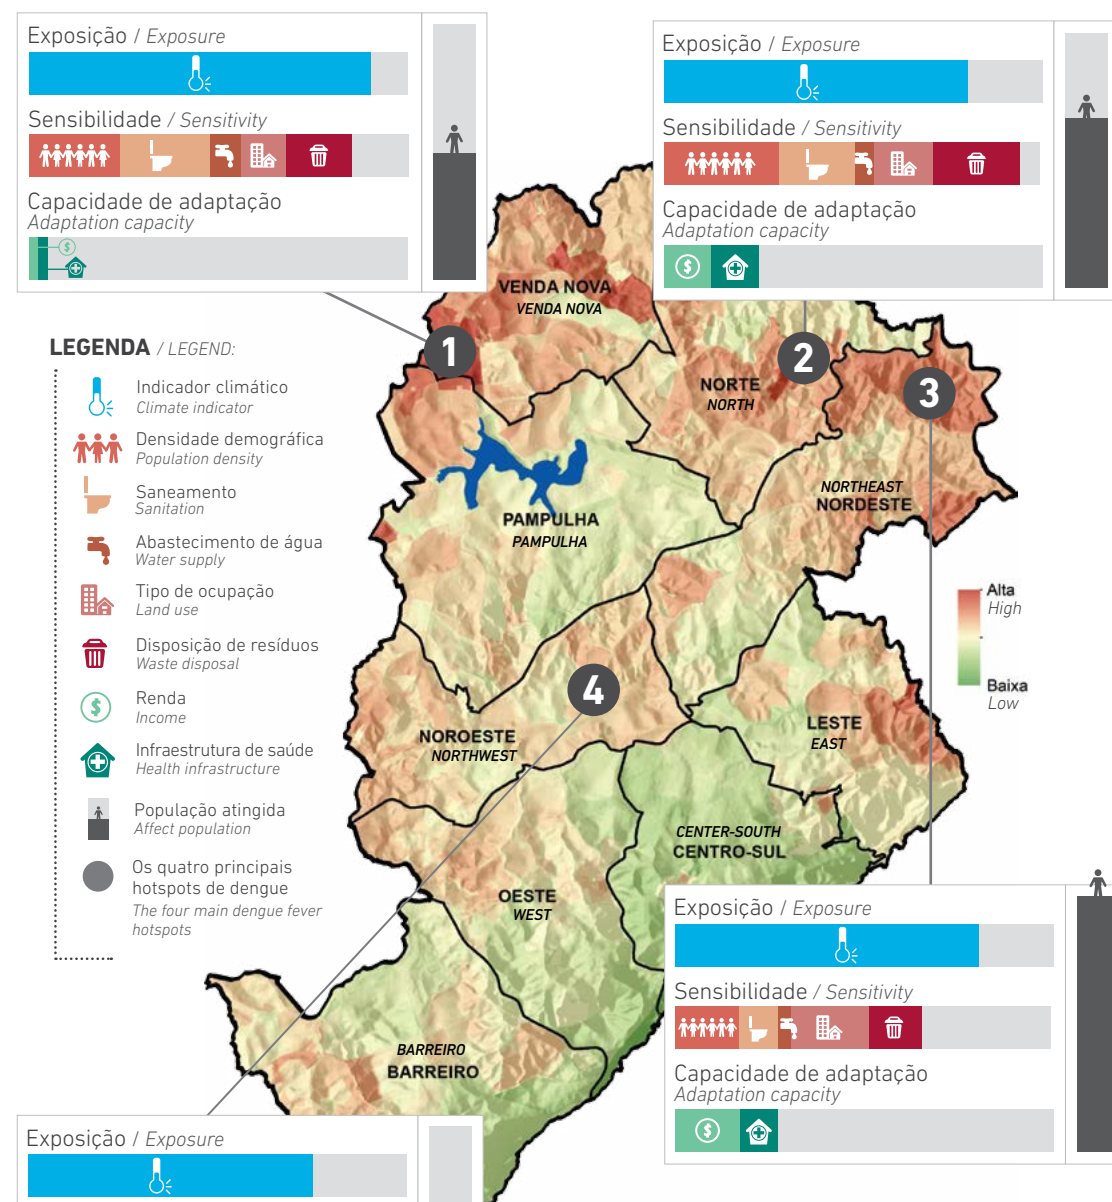 Exposição / Exposure
Sensibilidade / Sensitivity
Capacidade de adaptação
Adaptation capacity
Exposição / Exposure
Sensibilidade / Sensitivity
Capacidade de adaptação
Adaptation capacity
LEGENDA / LEGEND:
Indicador climático
Climate indicator
Densidade demográfica
Population density
Saneamento
Sanitation
Abastecimento de água
Water supply
Tipo de ocupação
Land use
Disposição de resíduos
Waste disposal
Renda
Income
Infraestrutura de saúde
Health infrastructure
População atingida
Affect population
Os quatro principais
hotspots de dengue
The four main dengue fever
hotspots
VENDA NOVA
VENDA NOVA
1
2
3
NORTE
NORTH
NORTHEAST
NORDESTE
PAMPULHA
PAMPULHA
Alta
High
Baixa
Low
4
NOROESTE
NORTHWEST
LESTE
EAST
CENTER-SOUTH
CENTRO-SUL
OESTE
WEST
BARREIRO
BARREIRO
Exposição / Exposure
Sensibilidade / Sensitivity
Capacidade de adaptação
Adaptation capacity
$
$
$
$
Exposição / Exposure